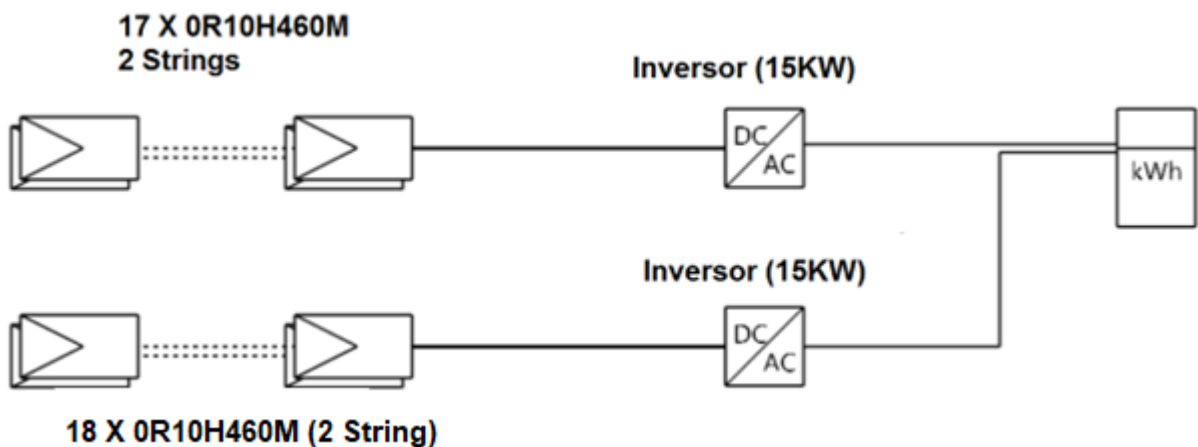 17 X 0R10H460M
2 Strings
Inversor (15KW)
DC
AC
kWh
Inversor (15KW)
DC
AC
18 X 0R10H460M (2 String)